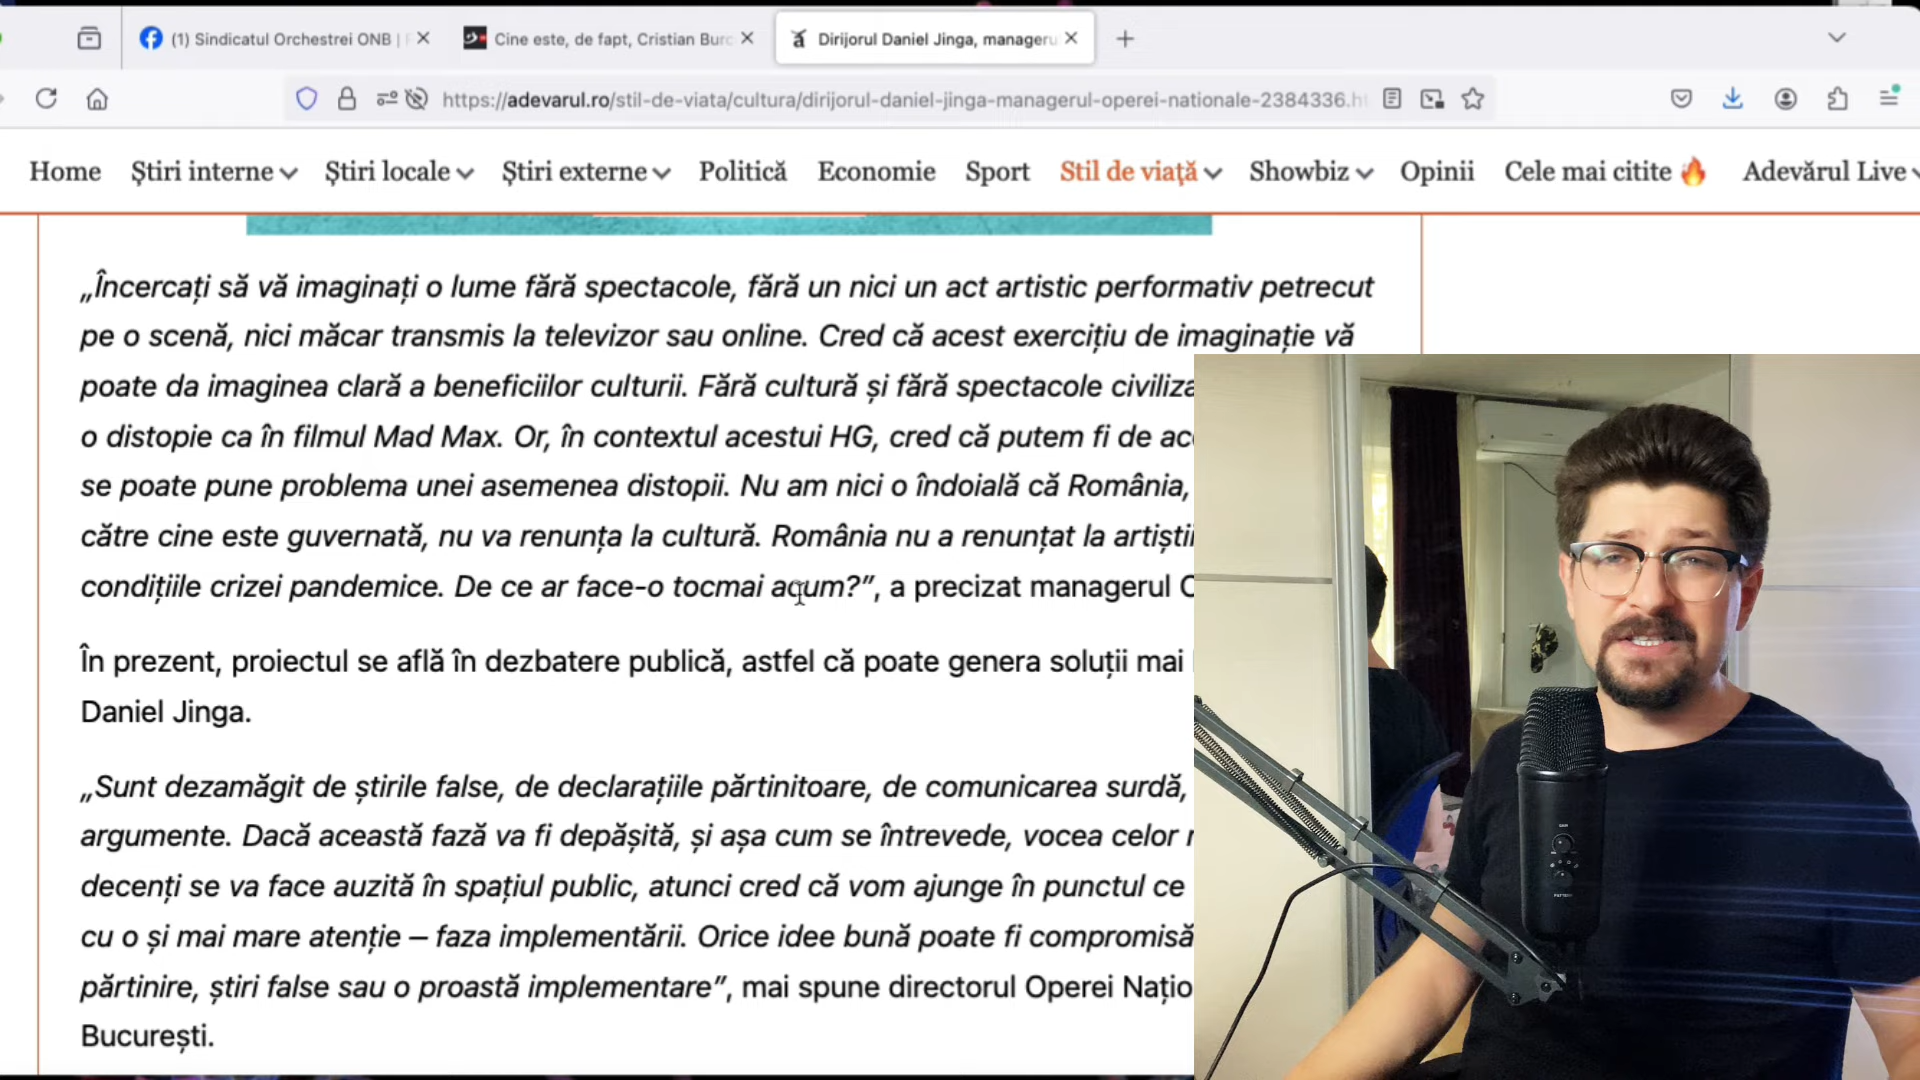 (1) Sindicatul Orchestrei ONB |
Cine este, de fapt, Cristian Burc
Dirijorul Daniel Jinga, manageru
https://adevarul.ro/stil-de-viata/cultura/dirijorul-daniel-jinga-managerul-operei-nationale-2384336.h
Home Știri interne Știri locale Știri externe Politică Economie Sport Stil de viață Showbiz Opinii Cele mai citite Adevărul Live
„Încercați să vă imaginați o lume fără spectacole, fără un nici un act artistic performativ petrecut
pe o scenă, nici măcar transmis la televizor sau online. Cred că acest exercițiu de imaginație vă
poate da imaginea clară a beneficiilor culturii. Fără cultură și fără spectacole civiliza
o distopie ca în filmul Mad Max. Or, în contextul acestui HG, cred că putem fi de ac
se poate pune problema unei asemenea distopii. Nu am nici o îndoială că România,
către cine este guvernată, nu va renunța la cultură. România nu a renunțat la artiștii
condițiile crizei pandemice. De ce ar face-o tocmai acum?”, a precizat managerul O
În prezent, proiectul se află în dezbatere publică, astfel că poate genera soluții mai
Daniel Jinga.
„Sunt dezamăgit de știrile false, de declarațiile părtinitoare, de comunicarea surdă,
argumente. Dacă această fază va fi depășită, și așa cum se întrevede, vocea celor
decenți se va face auzită în spațiul public, atunci cred că vom ajunge în punctul ce
cu o și mai mare atenție – faza implementării. Orice idee bună poate fi compromisă
părtinire, știri false sau o proastă implementare”, mai spune directorul Operei Națio
București.